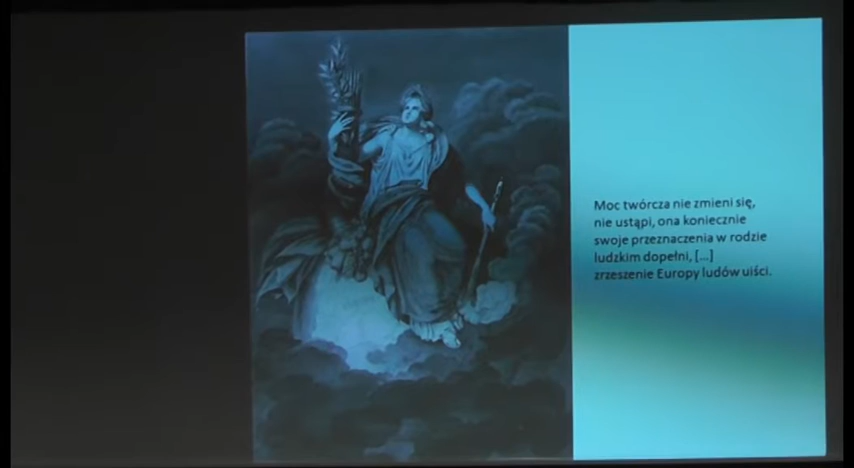 Moc twórcza nie zmieni się,
nie ustąpi, ona koniecznie
swoje przeznaczenia w rodzie
ludzkim dopełni, [...]
zrzeszenie Europy ludów uiści.